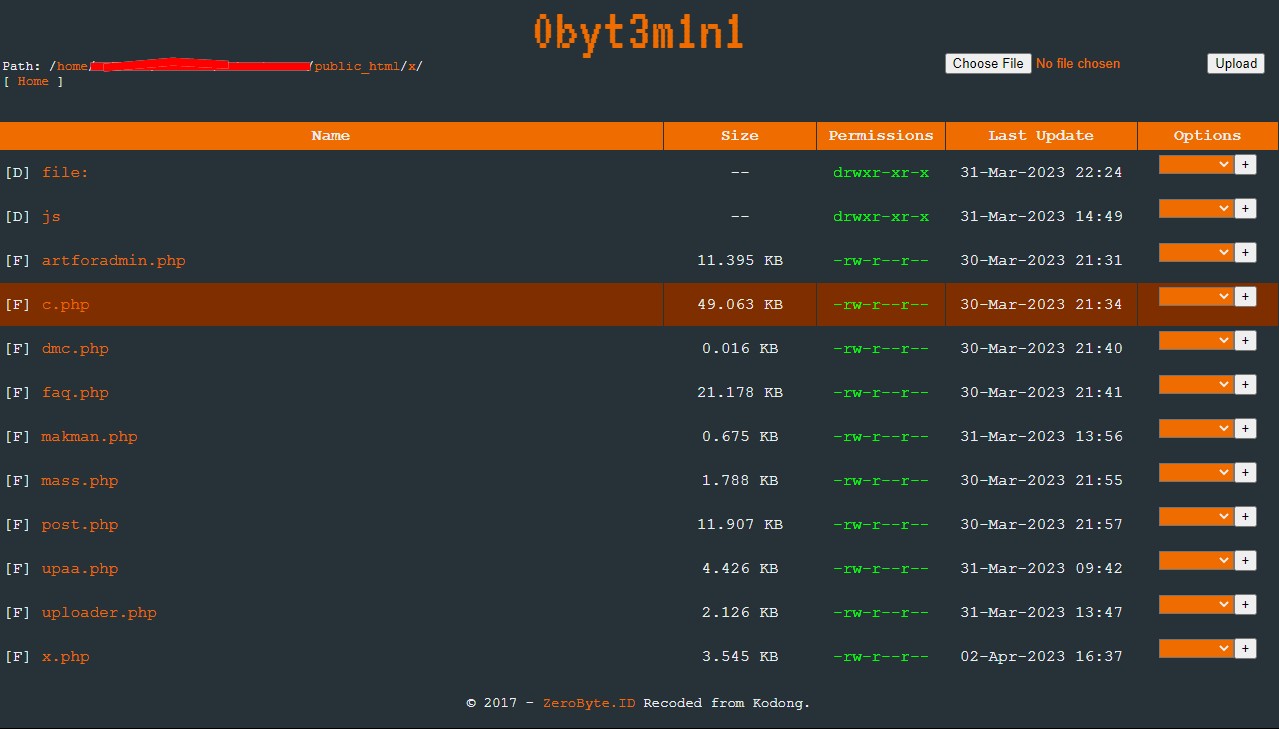 0byt3m1n1
Path: /home/ /public_html/x/
[ Home ]
Choose File No file chosen Upload
Name Size Permissions Last Update Options
[D] file: -- drwxr-xr-x 31-Mar-2023 22:24 +
[D] js -- drwxr-xr-x 31-Mar-2023 14:49 +
[F] artforadmin.php 11.395 KB -rw-r--r-- 30-Mar-2023 21:31 +
[F] c.php 49.063 KB -rw-r--r-- 30-Mar-2023 21:34 +
[F] dmc.php 0.016 KB -rw-r--r-- 30-Mar-2023 21:40 +
[F] faq.php 21.178 KB -rw-r--r-- 30-Mar-2023 21:41 +
[F] makman.php 0.675 KB -rw-r--r-- 31-Mar-2023 13:56 +
[F] mass.php 1.788 KB -rw-r--r-- 30-Mar-2023 21:55 +
[F] post.php 11.907 KB -rw-r--r-- 30-Mar-2023 21:57 +
[F] upaa.php 4.426 KB -rw-r--r-- 31-Mar-2023 09:42 +
[F] uploader.php 2.126 KB -rw-r--r-- 31-Mar-2023 13:47 +
[F] x.php 3.545 KB -rw-r--r-- 02-Apr-2023 16:37 +
© 2017 - ZeroByte.ID Recoded from Kodong.